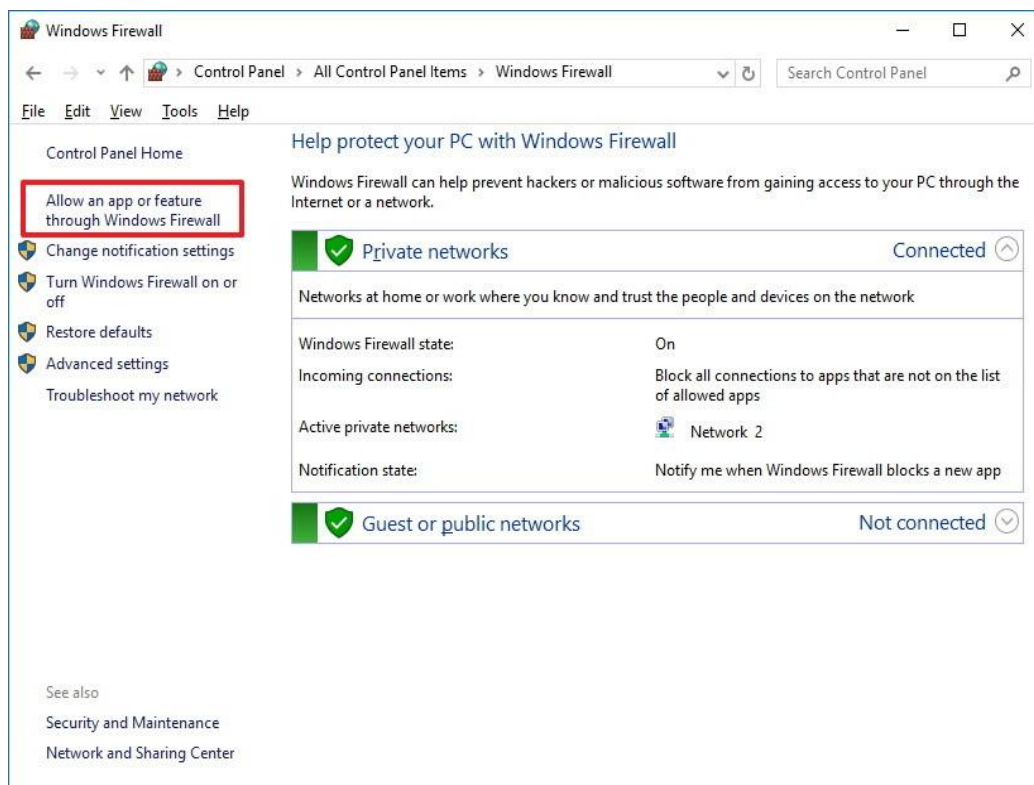 Windows Firewall
Control Panel > All Control Panel Items > Windows Firewall
Search Control Panel
File Edit View Tools Help
Control Panel Home
Allow an app or feature
through Windows Firewall
Change notification settings
Turn Windows Firewall on or
off
Restore defaults
Advanced settings
Troubleshoot my network
See also
Security and Maintenance
Network and Sharing Center
Help protect your PC with Windows Firewall
Windows Firewall can help prevent hackers or malicious software from gaining access to your PC through the
Internet or a network.
Private networks Connected
Networks at home or work where you know and trust the people and devices on the network
Windows Firewall state: On
Incoming connections: Block all connections to apps that are not on the list
of allowed apps
Active private networks: Network 2
Notification state: Notify me when Windows Firewall blocks a new app
Guest or public networks Not connected